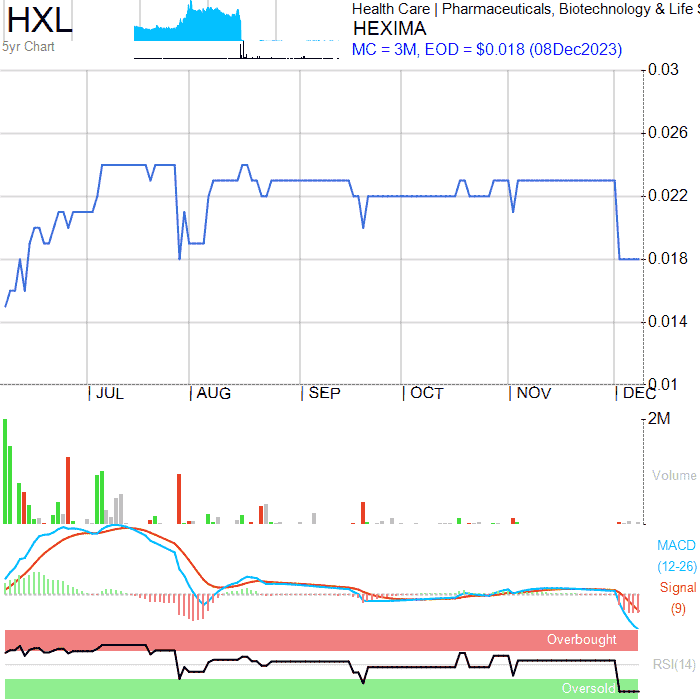 HXL
5yr Chart
Health Care | Pharmaceuticals, Biotechnology & Life S
HEXIMA
MC = 3M, EOD = $0.018 (08Dec2023)
0.03
0.026
0.022
0.018
0.014
0.01
JUL AUG SEP OCT NOV DEC
2M
Volume
MACD
(12-26)
Signal
(9)
Overbought
RSI(14)
Oversold